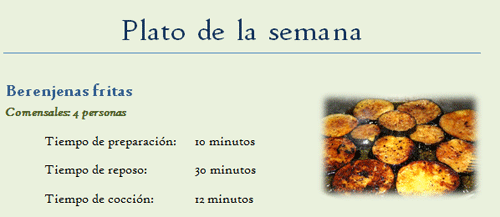 Plato de la semana
Berenjenas fritas
Comensales: 4 personas
Tiempo de preparación: 10 minutos
Tiempo de reposo: 30 minutos
Tiempo de cocción: 12 minutos